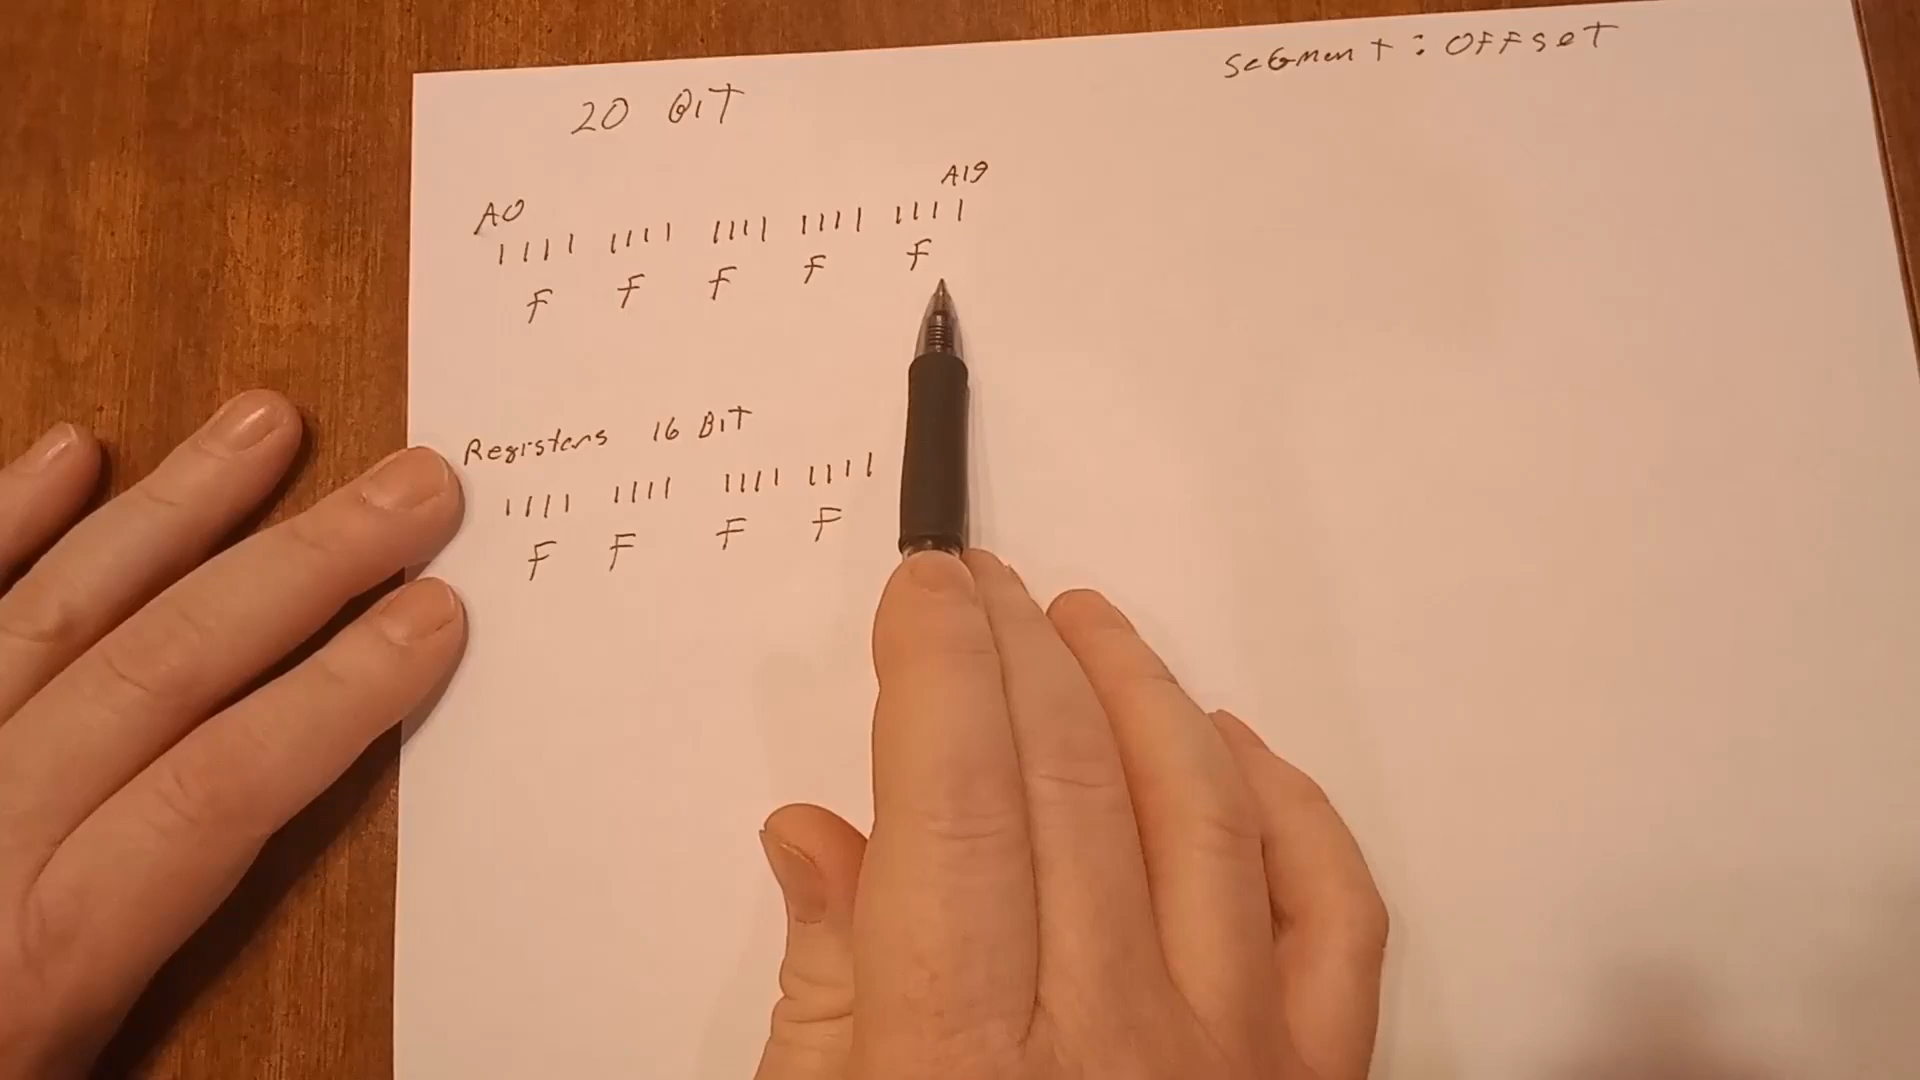 20 BIT
Segment : OFFset
A0 A19
1111 1111 1111 1111 1111
F F F F F
Registers 16 BIT
1111 1111 1111 1111
F F F F